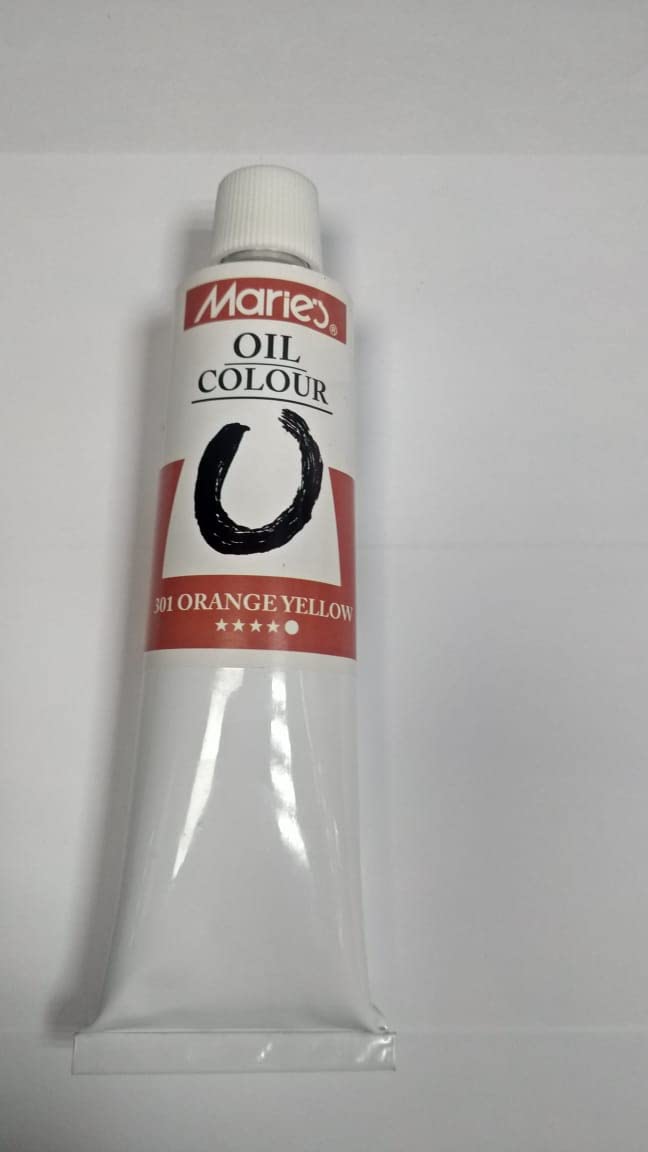 Marie's®
OIL
COLOUR
301 ORANGE YELLOW